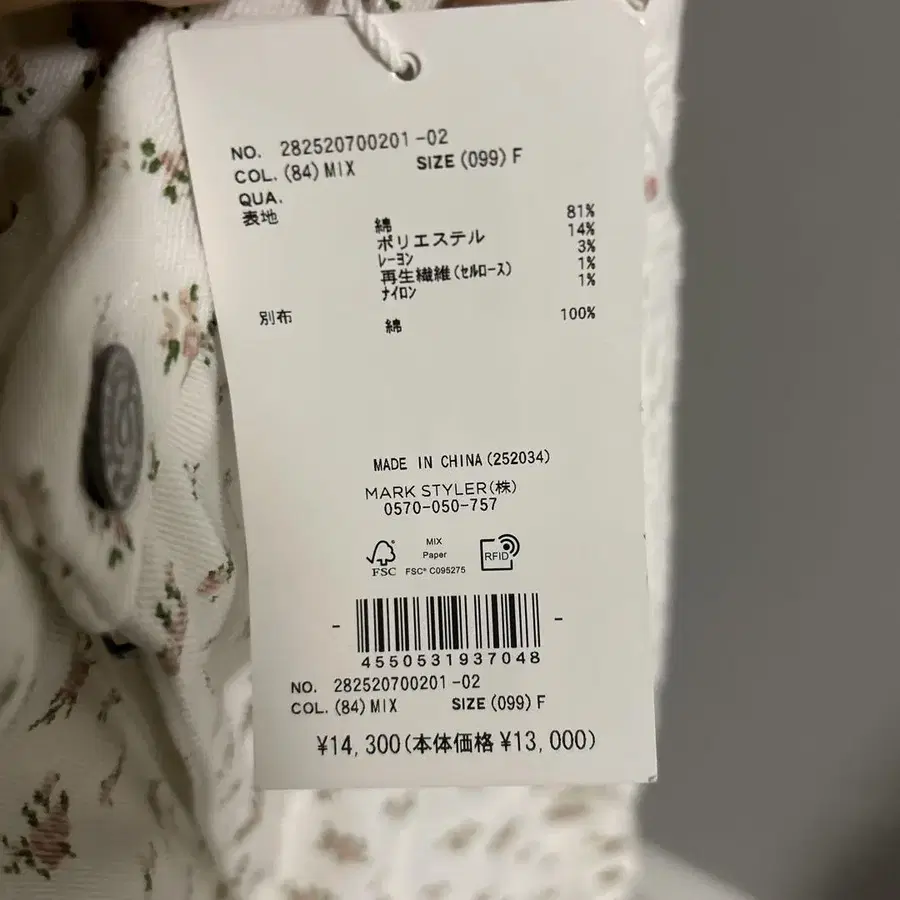 NO. 282520700201-02
COL. (84) MIX SIZE (099) F
QUA.
表地 綿 81%
ポリエステル 14%
レーヨン 3%
再生繊維(セルロース) 1%
ナイロン 1%
別布 綿 100%
MADE IN CHINA (252034)
MARK STYLER(株)
0570-050-757
FSC
MIX
Paper
FSC® C095275
RFID
4550531937048
NO. 282520700201-02
COL. (84) MIX SIZE (099) F
¥14,300(本体価格 ¥13,000)